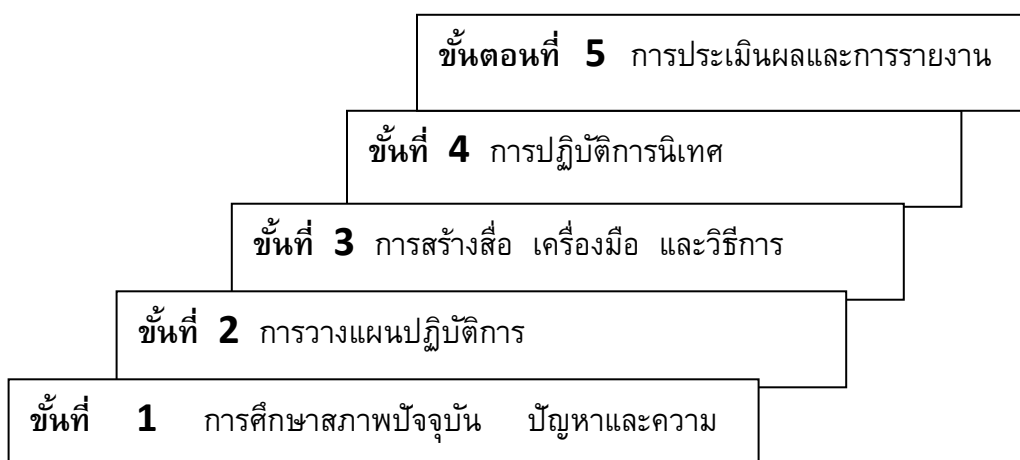 ขั้นตอนที่ 5 การประเมินผลและการรายงาน
ขั้นที่ 4 การปฏิบัติการนิเทศ
ขั้นที่ 3 การสร้างสื่อ เครื่องมือ และวิธีการ
ขั้นที่ 2 การวางแผนปฏิบัติการ
ขั้นที่ 1 การศึกษาสภาพปัจจุบัน ปัญหาและความ